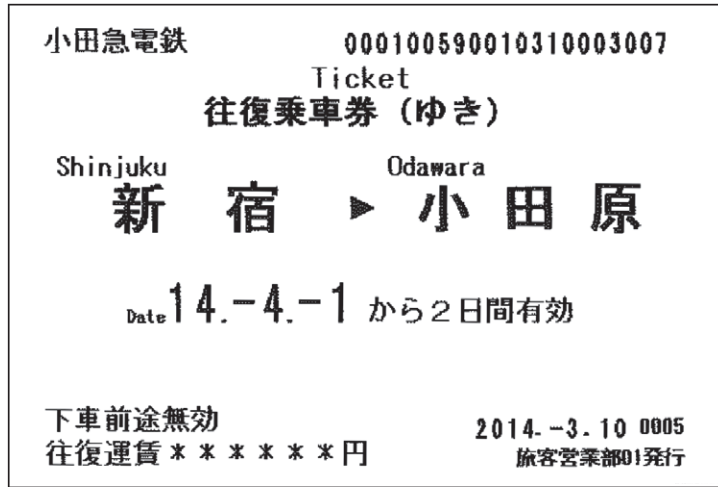 小田急電鉄 0001005900010310003007
Ticket
往復乗車券（ゆき）
Shinjuku Odawara
新宿 ▶ 小田原
Date 14.-4.-1 から2日間有効
下車前途無効
往復運賃＊＊＊＊＊＊円
2014.-3.10 0005
旅客営業部01発行